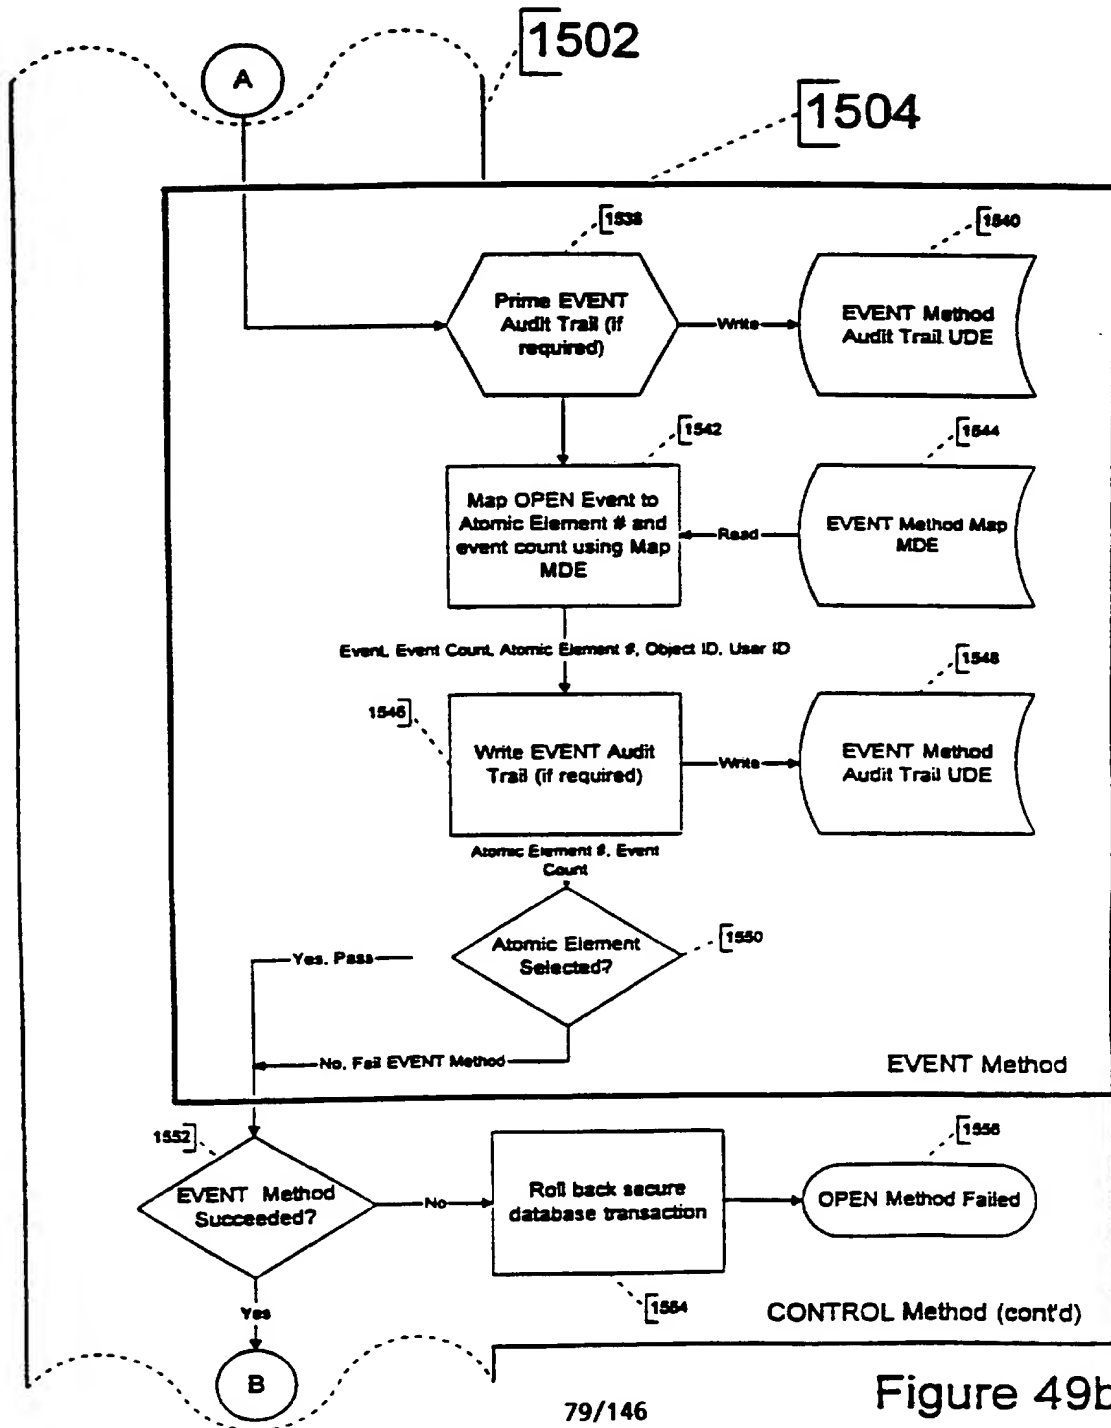 1502
A
1504
1538
1540
Prime EVENT
Audit Trail (if
required)
Write
EVENT Method
Audit Trail UDE
1542
1544
Map OPEN Event to
Atomic Element # and
event count using Map
MDE
Read
EVENT Method Map
MDE
Event, Event Count, Atomic Element #, Object ID, User ID
1546
1548
Write EVENT Audit
Trail (if required)
Write
EVENT Method
Audit Trail UDE
Atomic Element #, Event
Count
Atomic Element
Selected?
1550
Yes, Pass
No, Fail EVENT Method
EVENT Method
1552
1556
EVENT Method
Succeeded?
No
Roll back secure
database transaction
OPEN Method Failed
Yes
1554
CONTROL Method (cont'd)
B
79/146
Figure 49b